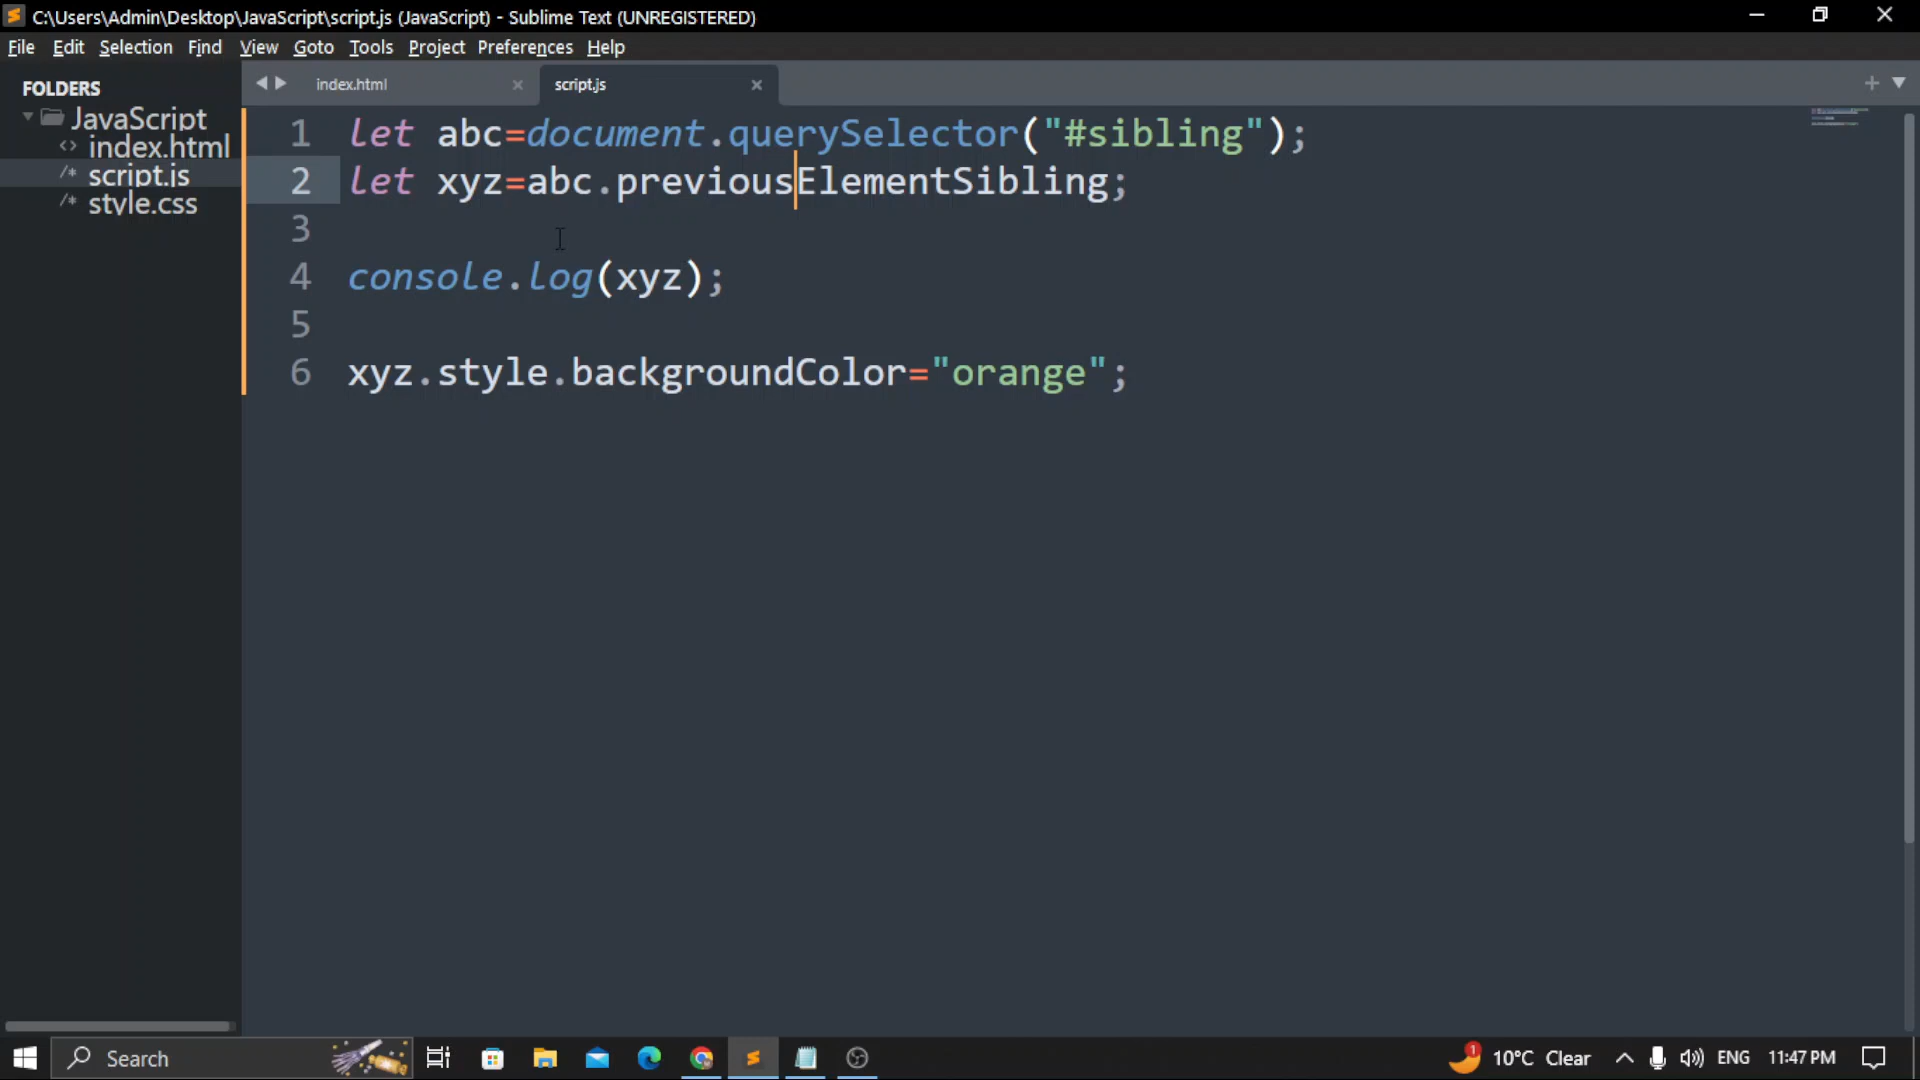 C:\Users\Admin\Desktop\JavaScript\script.js (JavaScript) - Sublime Text (UNREGISTERED)
File Edit Selection Find View Goto Tools Project Preferences Help
FOLDERS
JavaScript
<> index.html
/* script.js
/* style.css
index.html
script.js
1 let abc=document.querySelector("#sibling");
2 let xyz=abc.previousElementSibling;
3
4 console.log(xyz);
5
6 xyz.style.backgroundColor="orange";
Search
1
10°C Clear
ENG
11:47 PM